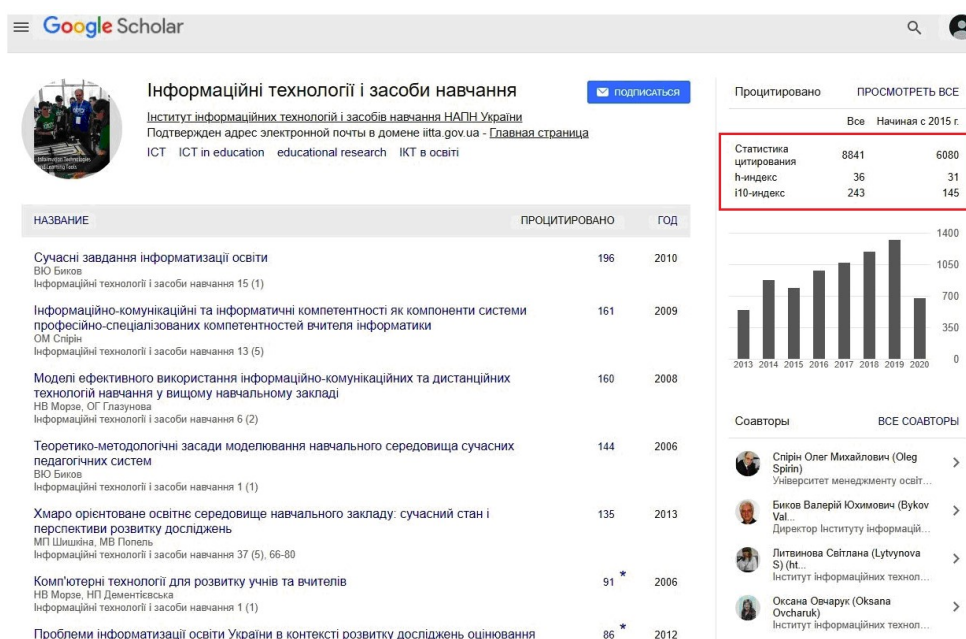 Google Scholar
Інформаційні технології і засоби навчання
ПОДПИСАТЬСЯ
Інститут інформаційних технологій і засобів навчання НАПН України
Подтвержден адрес электронной почты в домене iitta.gov.ua - Главная страница
ICT ICT in education educational research ІКТ в освіті
НАЗВАНИЕ ПРОЦИТИРОВАНО ГОД
Сучасні завдання інформатизації освіти 196 2010
ВЮ Биков
Інформаційні технології і засоби навчання 15 (1)
Інформаційно-комунікаційні та інформатичні компетентності як компоненти системи 161 2009
професійно-спеціалізованих компетентностей вчителя інформатики
ОМ Спірін
Інформаційні технології і засоби навчання 13 (5)
Моделі ефективного використання інформаційно-комунікаційних та дистанційних 160 2008
технологій навчання у вищому навчальному закладі
НВ Морзе, ОГ Глазунова
Інформаційні технології і засоби навчання 6 (2)
Теоретико-методологічні засади моделювання навчального середовища сучасних 144 2006
педагогічних систем
ВЮ Биков
Інформаційні технології і засоби навчання 1 (1)
Хмаро орієнтоване освітнє середовище навчального закладу: сучасний стан і 135 2013
перспективи розвитку досліджень
МП Шишкіна, МВ Попель
Інформаційні технології і засоби навчання 37 (5), 66-80
Комп'ютерні технології для розвитку учнів та вчителів 91 * 2006
НВ Морзе, НП Дементієвська
Інформаційні технології і засоби навчання 1 (1)
Проблеми інформатизації освіти України в контексті розвитку досліджень оцінювання 86 * 2012
Процитировано ПРОСМОТРЕТЬ ВСЕ
Все Начиная с 2015 г.
Статистика
цитирования 8841 6080
h-индекс 36 31
i10-индекс 243 145
1400
1050
700
350
0
2013 2014 2015 2016 2017 2018 2019 2020
Соавторы ВСЕ СОАВТОРЫ
Спірін Олег Михайлович (Oleg
Spirin)
Університет менеджменту освіт...
Биков Валерій Юхимович (Bykov
Val...
Директор Інституту інформацій...
Литвинова Світлана (Lytvynova
S) (ht...
Інститут інформаційних технол...
Оксана Овчарук (Oksana
Ovcharuk)
Інститут інформаційних технол...